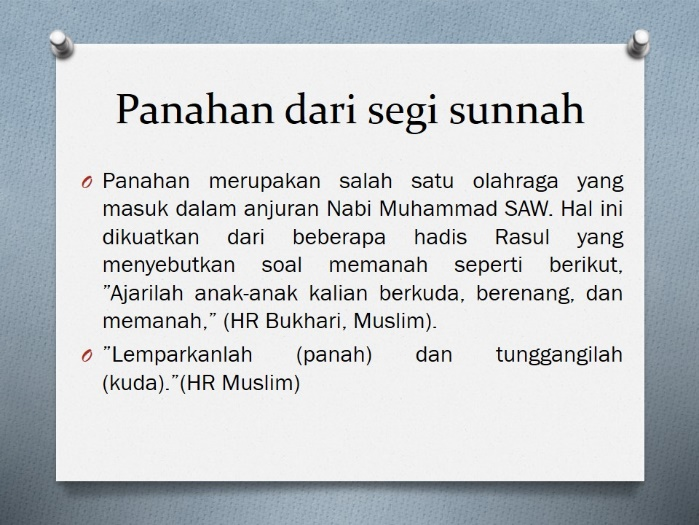 Panahan dari segi sunnah
Panahan merupakan salah satu olahraga yang
masuk dalam anjuran Nabi Muhammad SAW. Hal ini
dikuatkan dari beberapa hadis Rasul yang
menyebutkan soal memanah seperti berikut,
”Ajarilah anak-anak kalian berkuda, berenang, dan
memanah,” (HR Bukhari, Muslim).
”Lemparkanlah (panah) dan tunggangilah
(kuda).”(HR Muslim)